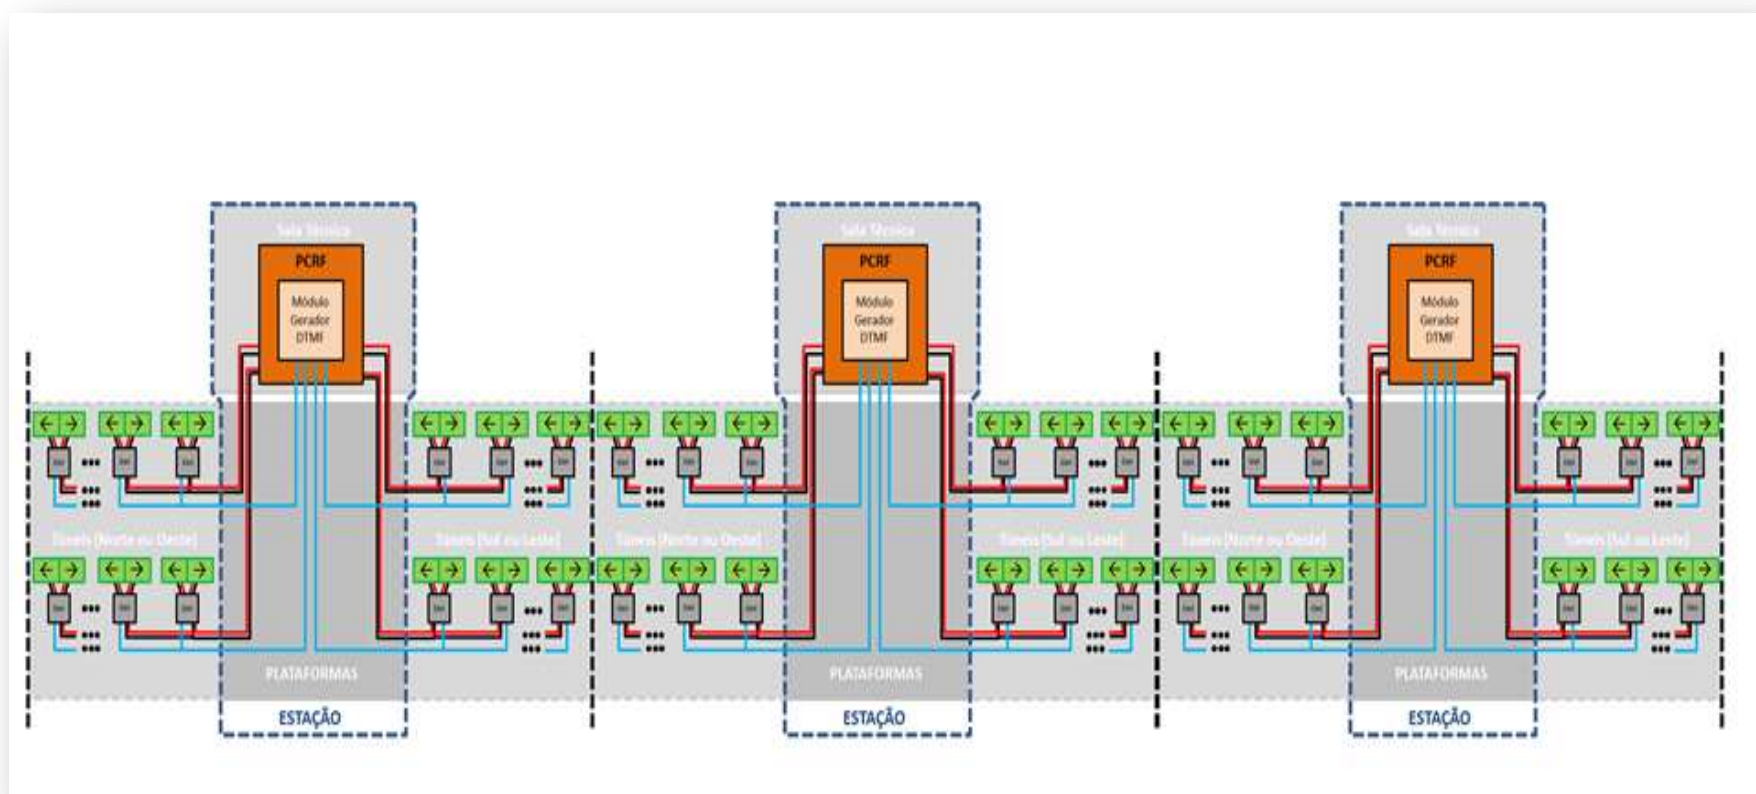 Sala Técnica
PCRF
Módulo
Gerador
DTMF
Túneis (Norte ou Oeste)
Túneis (Sul ou Leste)
PLATAFORMAS
ESTAÇÃO
Sala Técnica
PCRF
Módulo
Gerador
DTMF
Túneis (Norte ou Oeste)
Túneis (Sul ou Leste)
PLATAFORMAS
ESTAÇÃO
Sala Técnica
PCRF
Módulo
Gerador
DTMF
Túneis (Norte ou Oeste)
Túneis (Sul ou Leste)
PLATAFORMAS
ESTAÇÃO